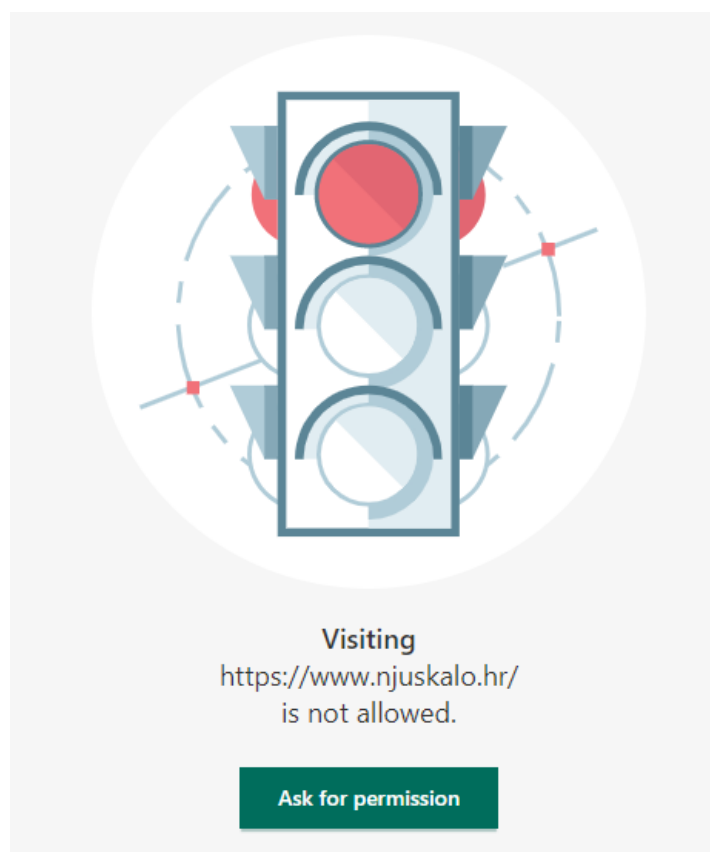 Visiting
https://www.njuskalo.hr/
is not allowed.
Ask for permission